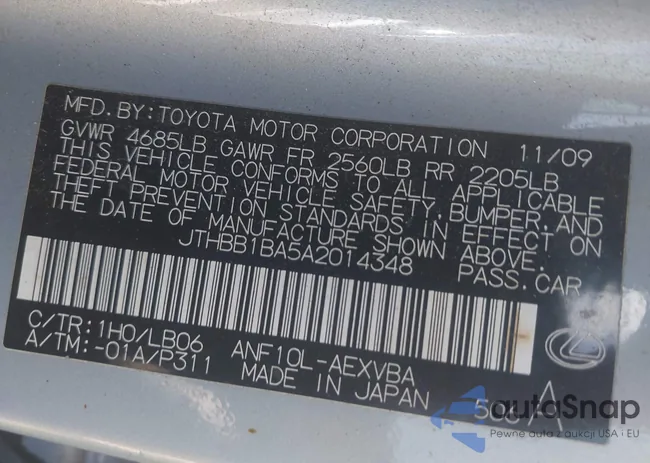 MFD. BY: TOYOTA MOTOR CORPORATION 11/09
GVWR 4685LB GAWR FR 2560LB RR 2205LB
THIS VEHICLE CONFORMS TO ALL APPLICABLE
FEDERAL MOTOR VEHICLE SAFETY, BUMPER, AND
THEFT PREVENTION STANDARDS IN EFFECT ON
THE DATE OF MANUFACTURE SHOWN ABOVE.
JTHBB1BA5A2014348 PASS.CAR
C/TR:1H0/LB06 ANF10L-AEXVBA
A/TM:-01A/P311 MADE IN JAPAN
autoSnap
Pewne auta z aukcji USA i EU